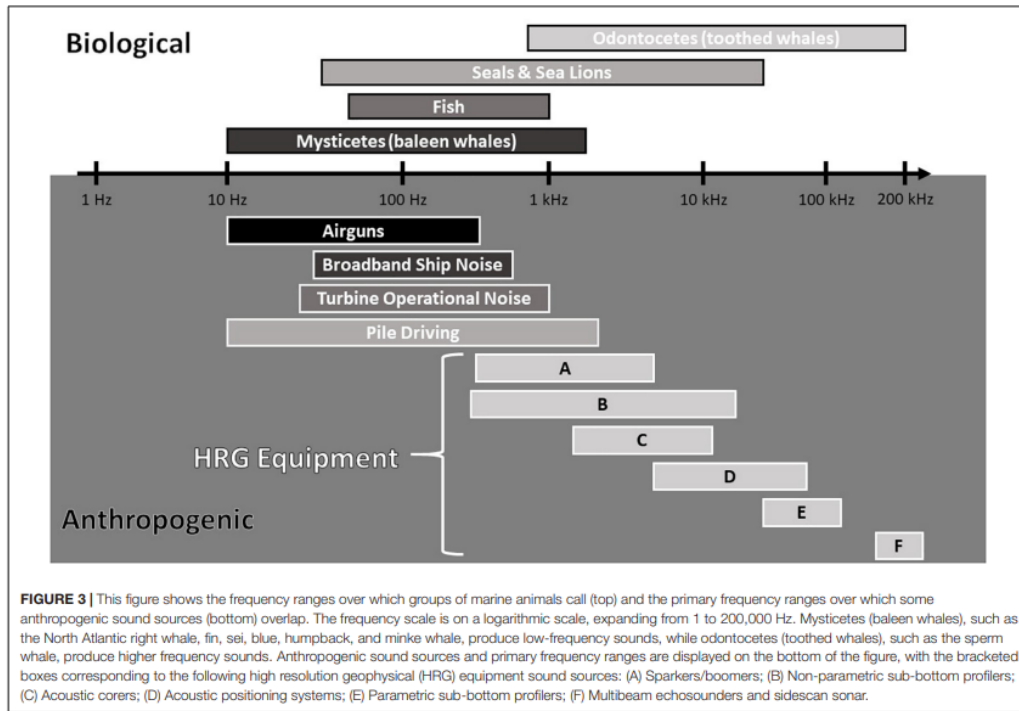 Biological
Odontocetes (toothed whales)
Seals & Sea Lions
Fish
Mysticetes (baleen whales)
1 Hz 10 Hz 100 Hz 1 kHz 10 kHz 100 kHz 200 kHz
Airguns
Broadband Ship Noise
Turbine Operational Noise
Pile Driving
A
B
HRG Equipment
C
D
E
Anthropogenic
F
FIGURE 3 | This figure shows the frequency ranges over which groups of marine animals call (top) and the primary frequency ranges over which some
anthropogenic sound sources (bottom) overlap. The frequency scale is on a logarithmic scale, expanding from 1 to 200,000 Hz. Mysticetes (baleen whales), such as
the North Atlantic right whale, fin, sei, blue, humpback, and minke whale, produce low-frequency sounds, while odontocetes (toothed whales), such as the sperm
whale, produce higher frequency sounds. Anthropogenic sound sources and primary frequency ranges are displayed on the bottom of the figure, with the bracketed
boxes corresponding to the following high resolution geophysical (HRG) equipment sound sources: (A) Sparkers/boomers; (B) Non-parametric sub-bottom profilers;
(C) Acoustic corers; (D) Acoustic positioning systems; (E) Parametric sub-bottom profilers; (F) Multibeam echosounders and sidescan sonar.